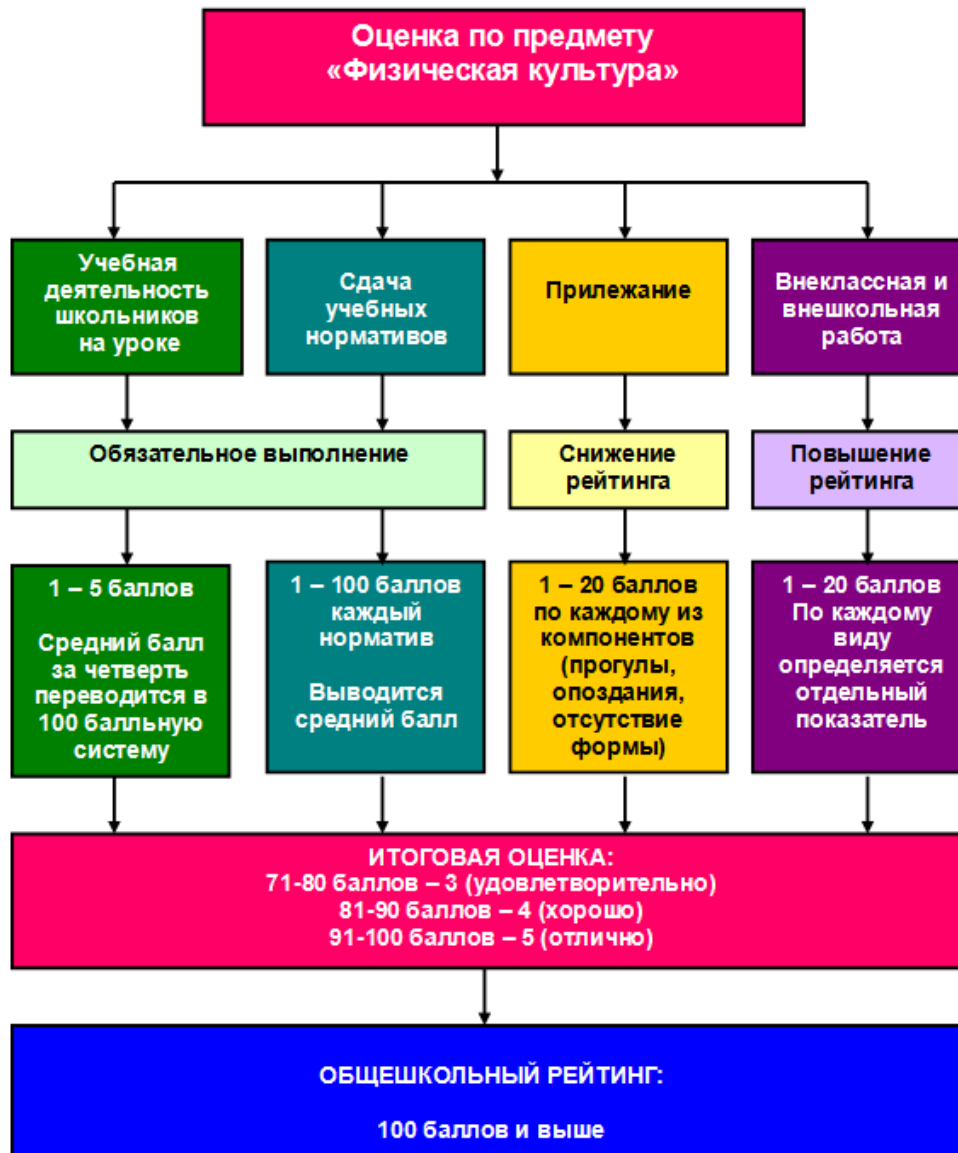 Оценка по предмету
«Физическая культура»
Учебная
деятельность
школьников
на уроке
Сдача
учебных
нормативов
Прилежание
Внеклассная и
внешкольная
работа
Обязательное выполнение
Снижение
рейтинга
Повышение
рейтинга
1 – 5 баллов
Средний балл
за четверть
переводится в
100 балльную
систему
1 – 100 баллов
каждый
норматив
Выводится
средний балл
1 – 20 баллов
по каждому из
компонентов
(прогулы,
опоздания,
отсутствие
формы)
1 – 20 баллов
По каждому
виду
определяется
отдельный
показатель
ИТОГОВАЯ ОЦЕНКА:
71-80 баллов – 3 (удовлетворительно)
81-90 баллов – 4 (хорошо)
91-100 баллов – 5 (отлично)
ОБЩЕШКОЛЬНЫЙ РЕЙТИНГ:
100 баллов и выше